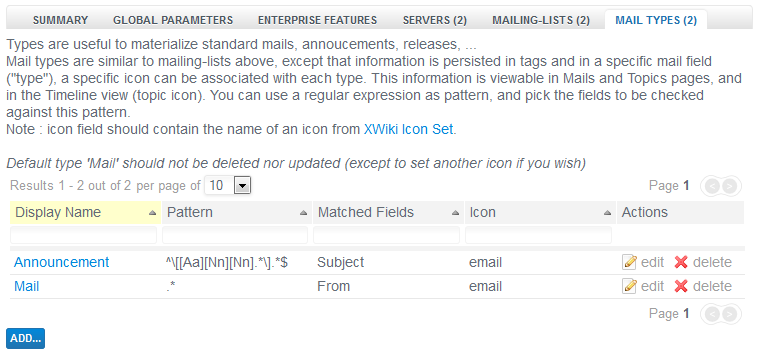 SUMMARY GLOBAL PARAMETERS ENTERPRISE FEATURES SERVERS (2) MAILING-LISTS (2) MAIL TYPES (2)
Types are useful to materialize standard mails, annoucements, releases, ...
Mail types are similar to mailing-lists above, except that information is persisted in tags and in a specific mail field
("type"), a specific icon can be associated with each type. This information is viewable in Mails and Topics pages, and
in the Timeline view (topic icon). You can use a regular expression as pattern, and pick the fields to be checked
against this pattern.
Note : icon field should contain the name of an icon from XWiki Icon Set.
Default type 'Mail' should not be deleted nor updated (except to set another icon if you wish)
Results 1 - 2 out of 2 per page of 10 Page 1
Display Name Pattern Matched Fields Icon Actions
Announcement ^\[[Aa][Nn][Nn].*\].*$ Subject email edit delete
Mail .* From email edit delete
Page 1
ADD...